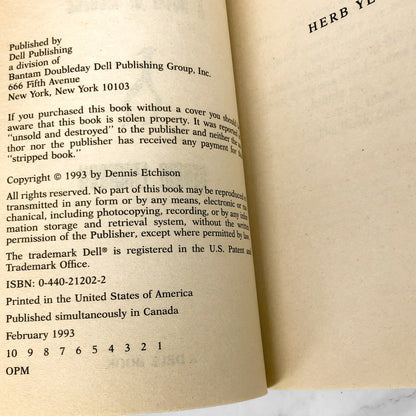 Published by
Dell Publishing
a division of
Bantam Doubleday Dell Publishing Group, Inc.
666 Fifth Avenue
New York, New York 10103
If you purchased this book without a cover you should
aware that this book is stolen property. It was reported
"unsold and destroyed" to the publisher and neither the
thor nor the publisher has received any payment for
"stripped book."
Copyright © 1993 by Dennis Etchison
All rights reserved. No part of this book may be reproduced
transmitted in any form or by any means, electronic or
chanical, including photocopying, recording, or by any
mation storage and retrieval system, without the written
permission of the Publisher, except where permitted by
The trademark Dell® is registered in the U.S. Patent and
Trademark Office.
ISBN: 0-440-21202-2
Printed in the United States of America
Published simultaneously in Canada
February 1993
10 9 8 7 6 5 4 3 2 1
OPM
HERB YE